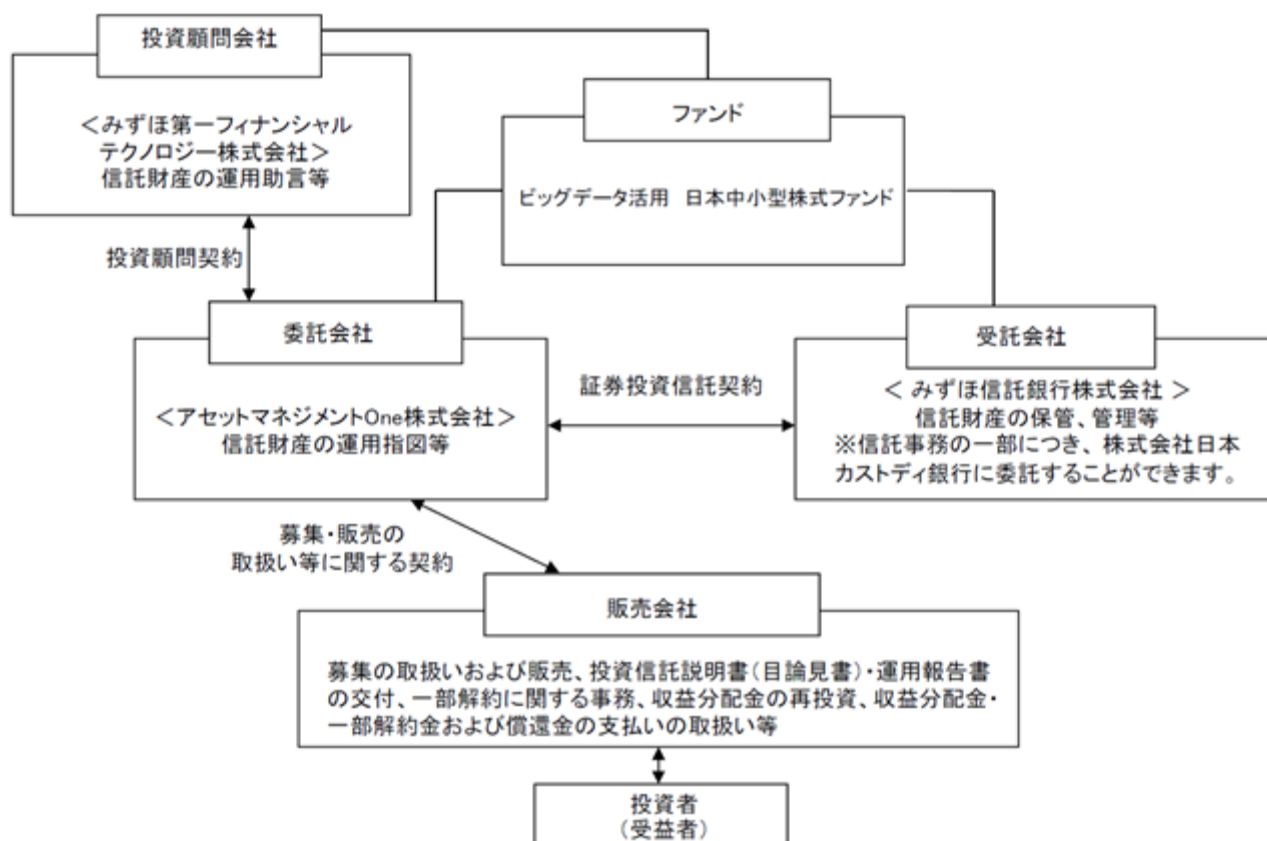 投資顧問会社
＜みずほ第一フィナンシャル
テクノロジー株式会社＞
信託財産の運用助言等
ファンド
ビッグデータ活用　日本中小型株式ファンド
投資顧問契約
委託会社
＜アセットマネジメントOne株式会社＞
信託財産の運用指図等
証券投資信託契約
受託会社
＜ みずほ信託銀行株式会社 ＞
信託財産の保管、管理等
※信託事務の一部につき、株式会社日本
カストディ銀行に委託することができます。
募集・販売の
取扱い等に関する契約
販売会社
募集の取扱いおよび販売、投資信託説明書（目論見書）・運用報告書
の交付、一部解約に関する事務、収益分配金の再投資、収益分配金・
一部解約金および償還金の支払いの取扱い等
投資者
（受益者）